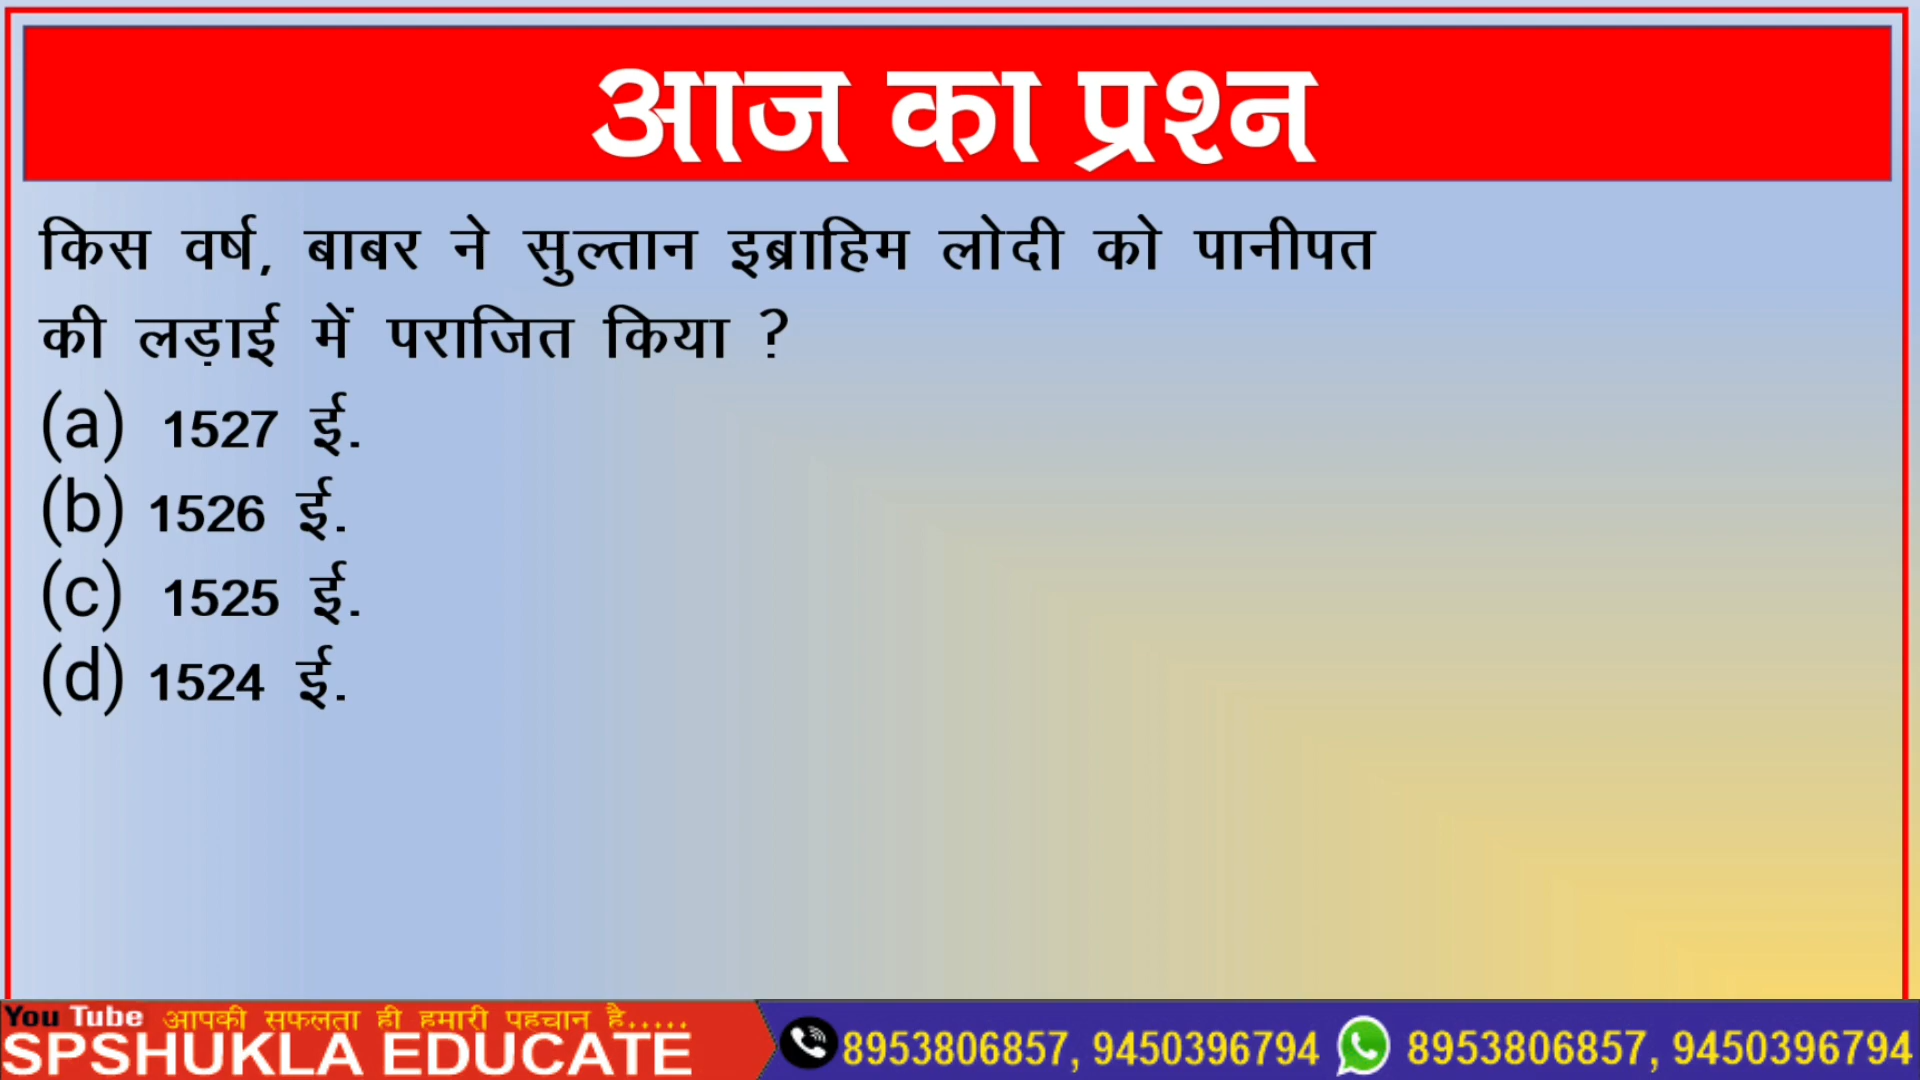 आज का प्रश्न
किस वर्ष, बाबर ने सुल्तान इब्राहिम लोदी को पानीपत
की लड़ाई में पराजित किया ?
(a) 1527 ई.
(b) 1526 ई.
(c) 1525 ई.
(d) 1524 ई.
You Tube आपकी सफलता ही हमारी पहचान है.....
SPSHUKLA EDUCATE
8953806857, 9450396794 8953806857, 9450396794